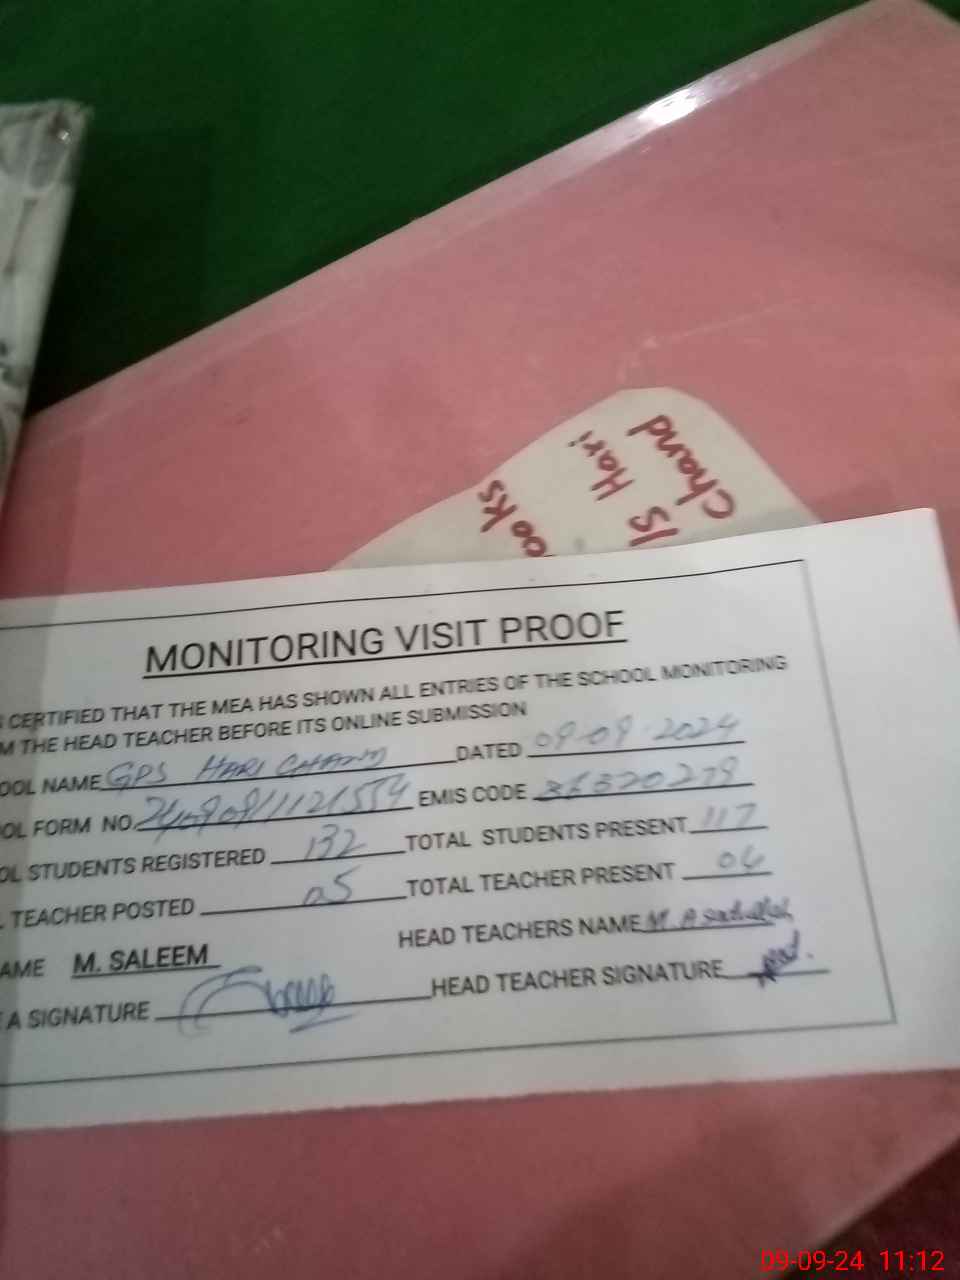 Chand
Is Hari
ooks
MONITORING VISIT PROOF
CERTIFIED THAT THE MEA HAS SHOWN ALL ENTRIES OF THE SCHOOL MONITORING
M THE HEAD TEACHER BEFORE ITS ONLINE SUBMISSION
OOL NAME GPS HARI CHAND DATED 09-09-2024
OL FORM NO. EMIS CODE
OL STUDENTS REGISTERED 132 TOTAL STUDENTS PRESENT 117
TEACHER POSTED 05 TOTAL TEACHER PRESENT
AME M. SALEEM HEAD TEACHERS NAME M. Asadullah
A SIGNATURE HEAD TEACHER SIGNATURE
09-09-24 11:12